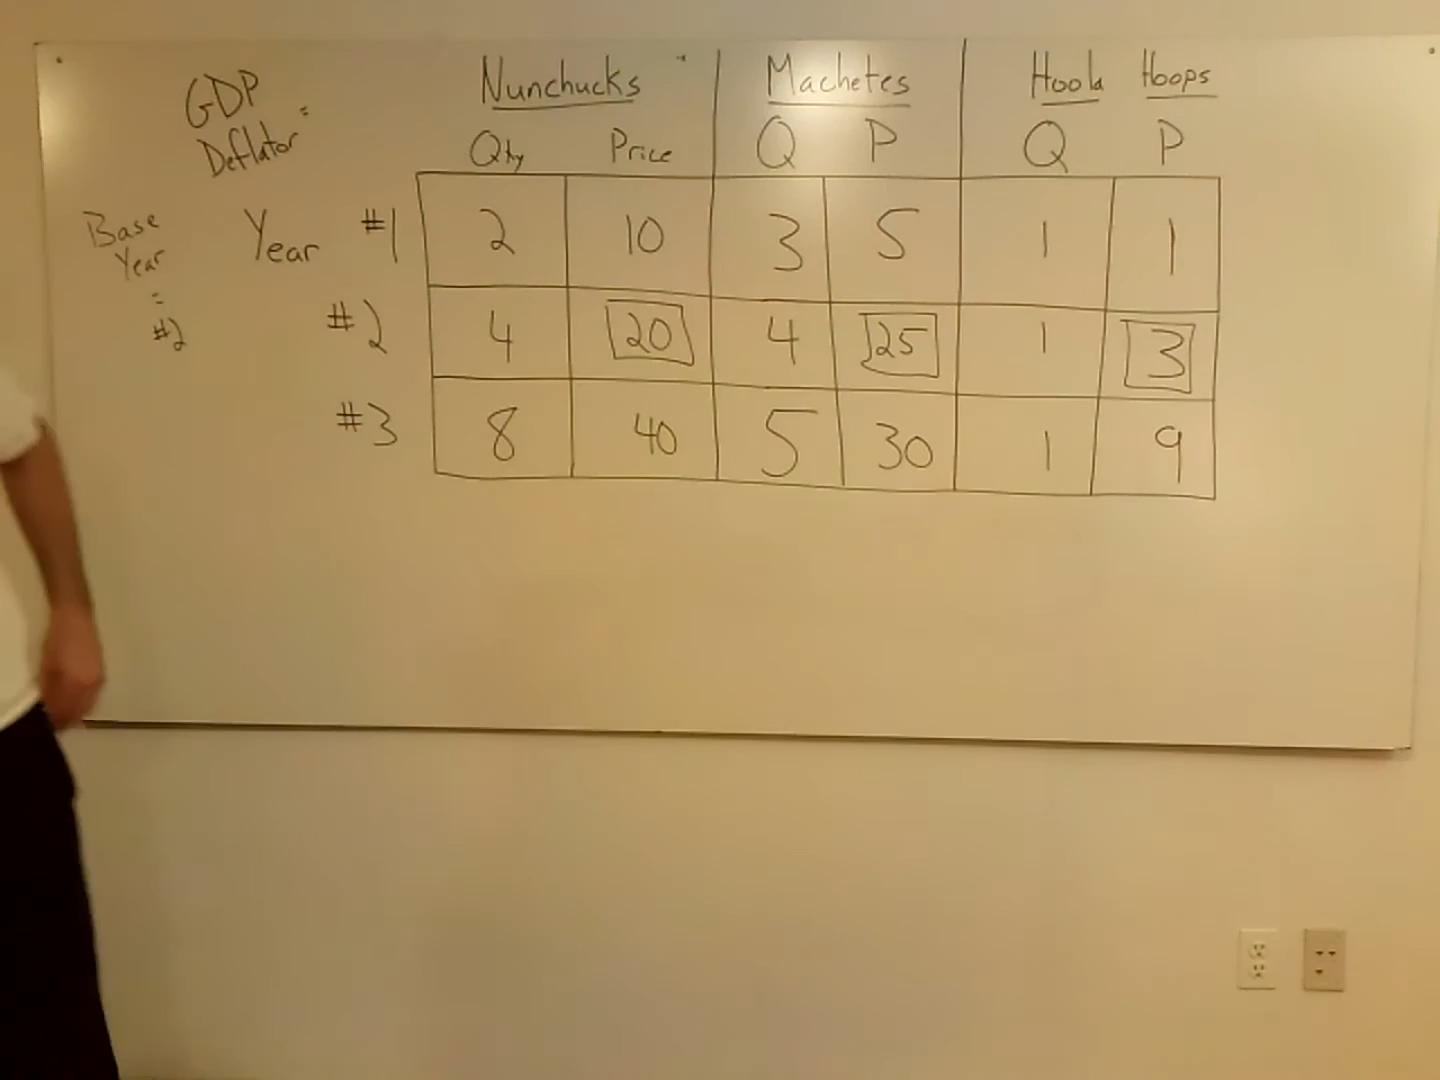 GDP Deflator =
Nunchucks Machetes Hoola Hoops
Qty Price Q P Q P
Base Year = #2
Year #1 2 10 3 5 1 1
#2 4 20 4 25 1 3
#3 8 40 5 30 1 9